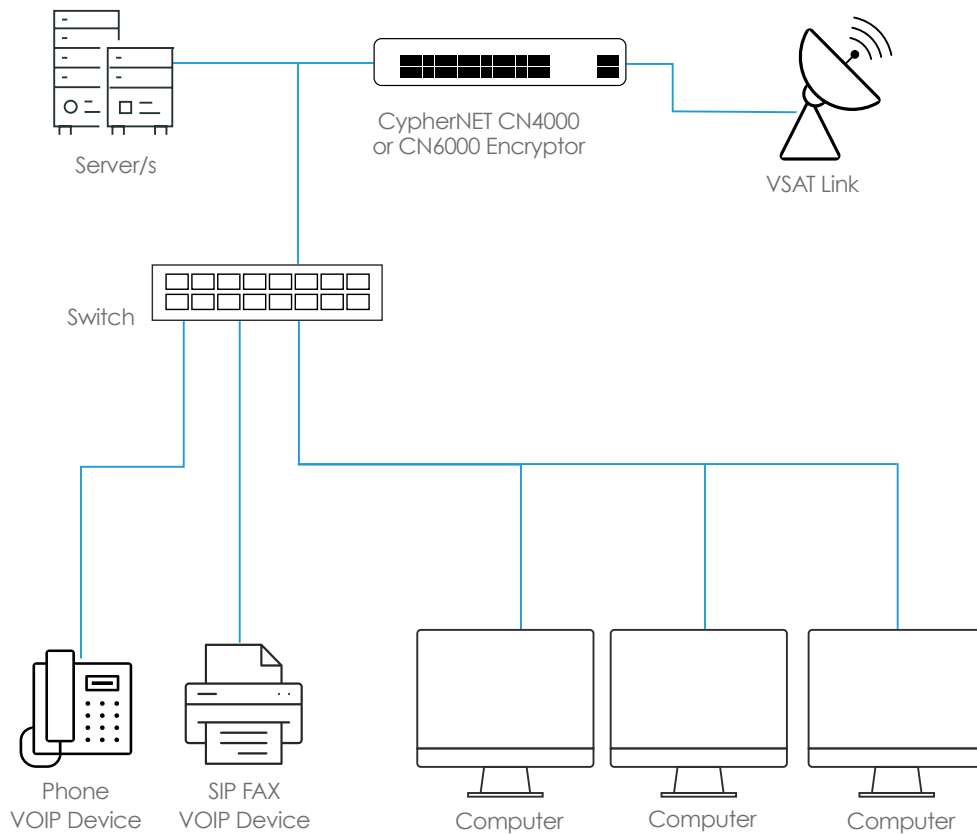 Server/s
CypherNET CN4000
or CN6000 Encryptor
VSAT Link
Switch
Phone
VOIP Device
SIP FAX
VOIP Device
Computer
Computer
Computer